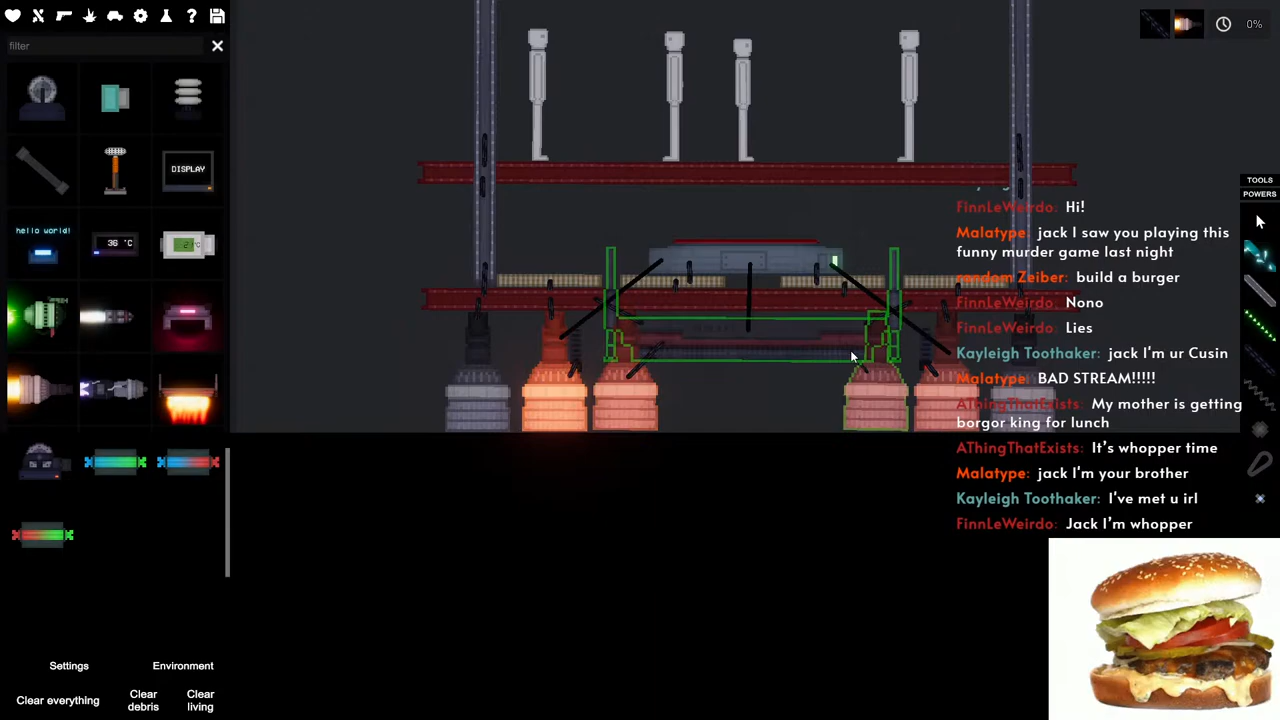 filter
0%
DISPLAY
hello world!
36 °C
TOOLS
POWERS
FinnLeWeirdo: Hi!
Malatype: jack I saw you playing this
funny murder game last night
random Zeiber: build a burger
FinnLeWeirdo: Nono
FinnLeWeirdo: Lies
Kayleigh Toothaker: jack I'm ur Cusin
Malatype: BAD STREAM!!!!!
AThingThatExists: My mother is getting
borgor king for lunch
AThingThatExists: It's whopper time
Malatype: jack I'm your brother
Kayleigh Toothaker: I've met u irl
FinnLeWeirdo: Jack I'm whopper
Settings
Environment
Clear everything
Clear
debris
Clear
living